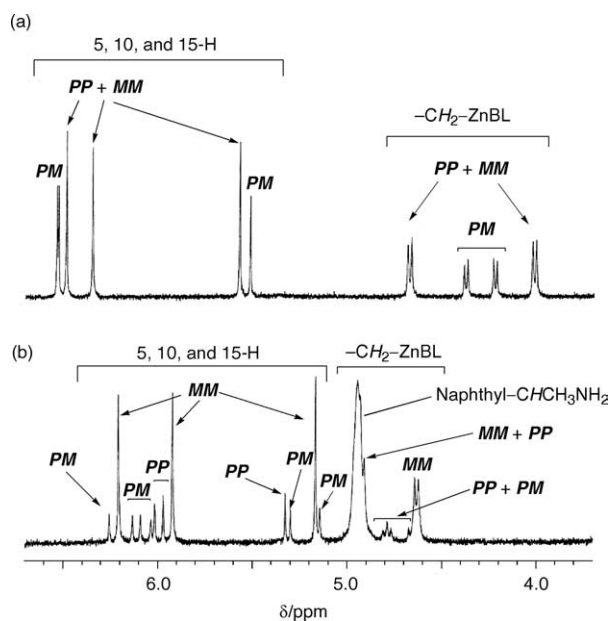 (a)
5, 10, and 15-H
PP + MM
–CH2–ZnBL
PP + MM
PM
PM
PM
(b)
5, 10, and 15-H
–CH2–ZnBL
Naphthyl–CHCH3NH2
MM
MM + PP
PM
PM
PP
PP
PM
PM
MM
PP + PM
6.0
5.0
4.0
δ/ppm